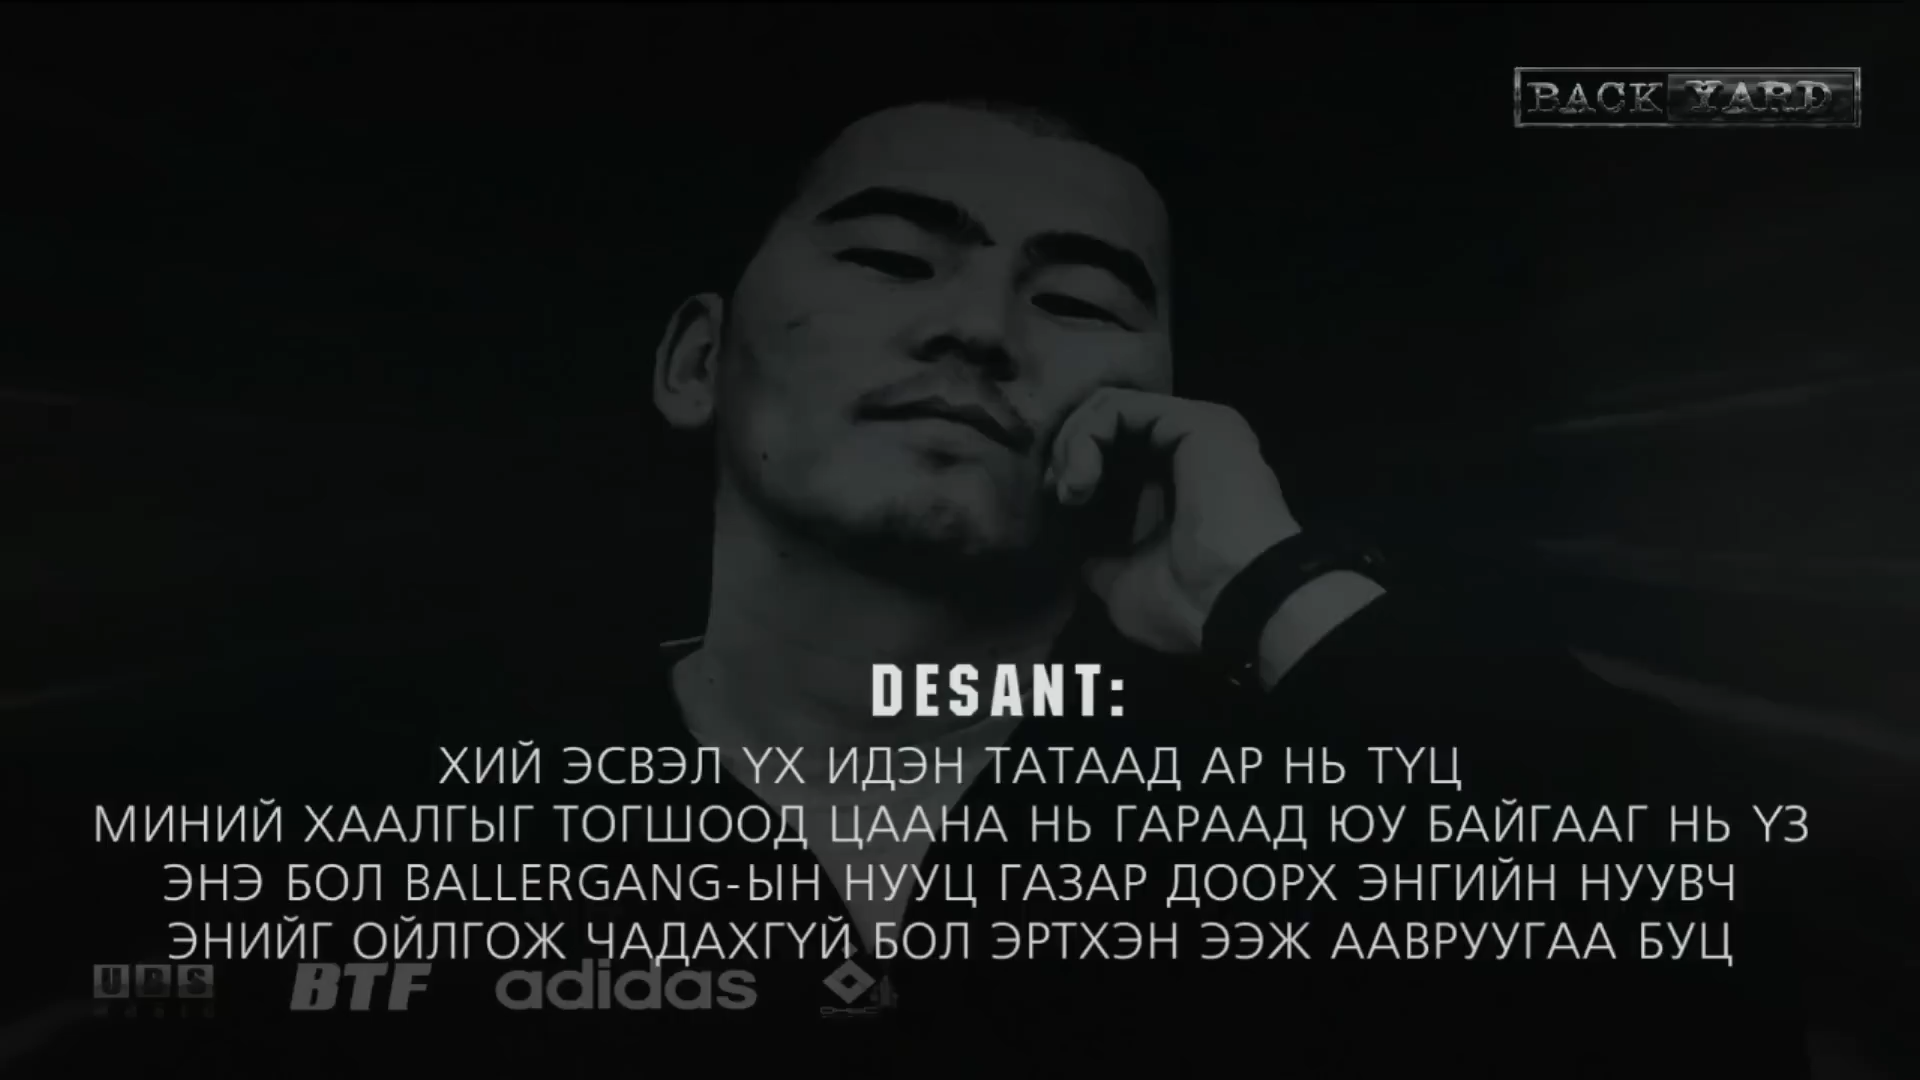 BACK YARD
DESANT:
ХИЙ ЭСВЭЛ ҮХ ИДЭН ТАТААД АР НЬ ТҮЦ
МИНИЙ ХААЛГЫГ ТОГШООД ЦААНА НЬ ГАРААД ЮУ БАЙГААГ НЬ ҮЗ
ЭНЭ БОЛ BALLERGANG-ЫН НУУЦ ГАЗАР ДООРХ ЭНГИЙН НУУВЧ
ЭНИЙГ ОЙЛГОЖ ЧАДАХГҮЙ БОЛ ЭРТХЭН ЭЭЖ ААВРУУГАА БУЦ
BTF adidas